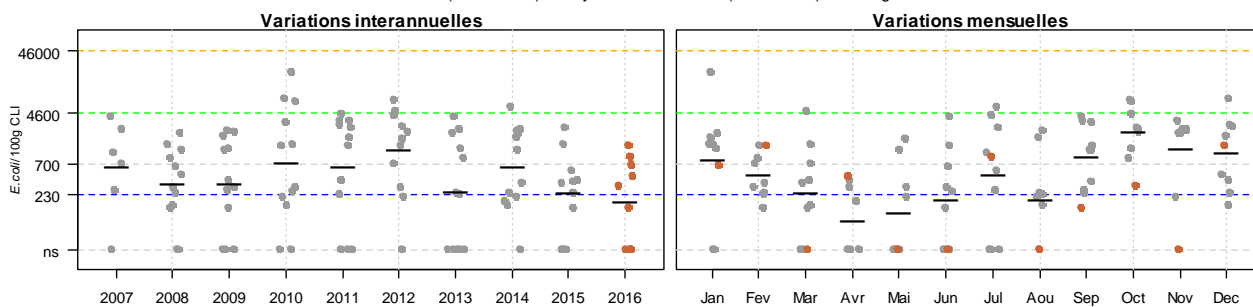 Variations interannuelles
Variations mensuelles
E.coli/100g CLI
46000
4600
700
230
ns
2007 2008 2009 2010 2011 2012 2013 2014 2015 2016
Jan Fev Mar Avr Mai Jun Jul Aou Sep Oct Nov Dec